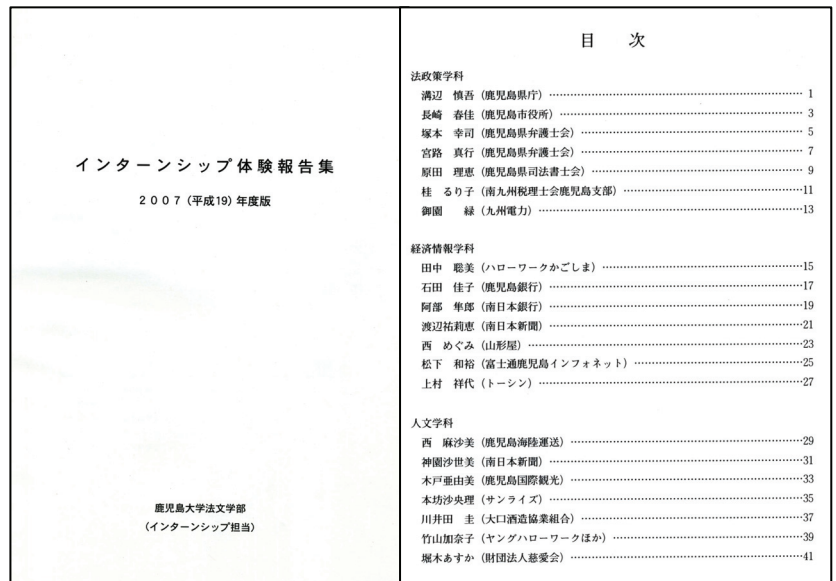 インターンシップ体験報告集
2007(平成19)年度版
鹿児島大学法文学部
(インターンシップ担当)
目 次
法政策学科
溝辺 慎吾(鹿児島県庁)…………1
長崎 春佳(鹿児島市役所)…………3
塚本 幸司(鹿児島県弁護士会)…………5
宮路 真行(鹿児島県弁護士会)…………7
原田 理恵(鹿児島県司法書士会)…………9
桂 るり子(南九州税理士会鹿児島支部)…………11
御園 緑(九州電力)…………13
経済情報学科
田中 聡美(ハローワークかごしま)…………15
石田 佳子(鹿児島銀行)…………17
阿部 隼郎(南日本銀行)…………19
渡辺祐莉恵(南日本新聞)…………21
西 めぐみ(山形屋)…………23
松下 和裕(富士通鹿児島インフォネット)…………25
上村 祥代(トーシン)…………27
人文学科
西 麻沙美(鹿児島海陸運送)…………29
神園沙世美(南日本新聞)…………31
木戸亜由美(鹿児島国際観光)…………33
本坊沙央理(サンライズ)…………35
川井田 圭(大口酒造協業組合)…………37
竹山加奈子(ヤングハローワークほか)…………39
堀木あすか(財団法人慈愛会)…………41